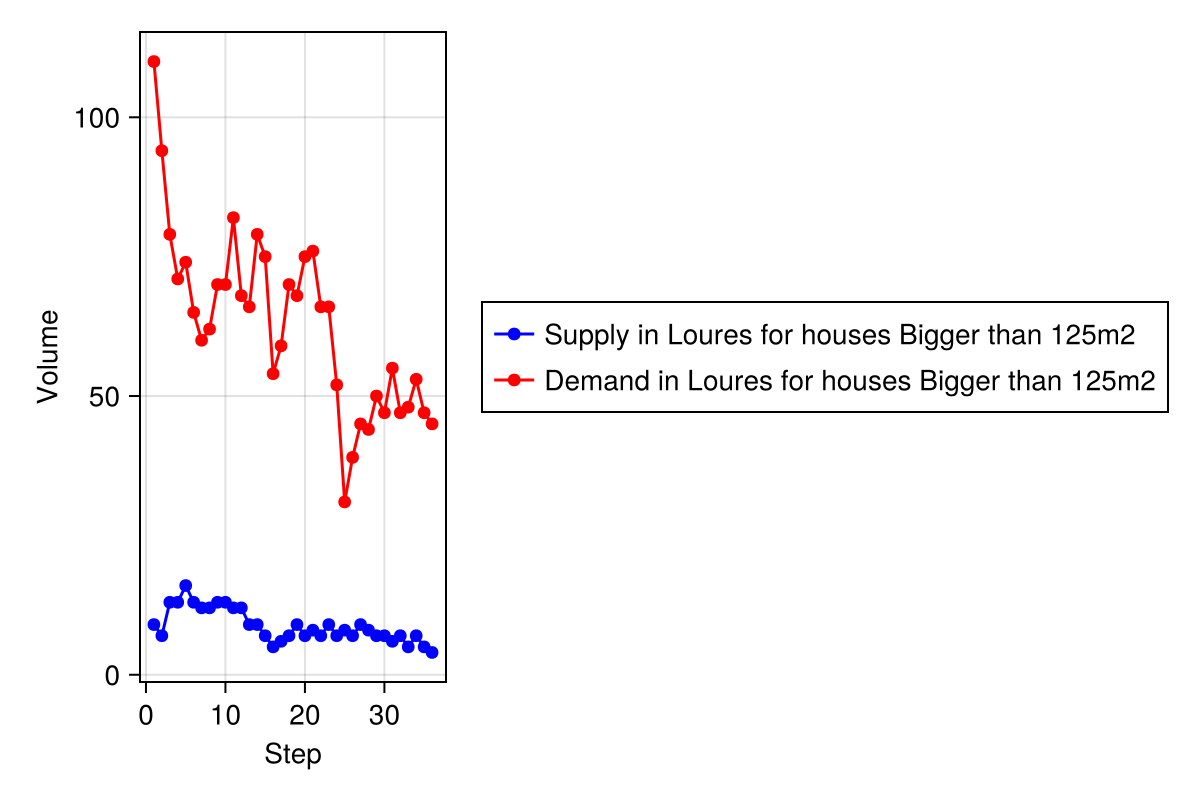 100
50
0
Volume
0 10 20 30
Step
Supply in Loures for houses Bigger than 125m2
Demand in Loures for houses Bigger than 125m2